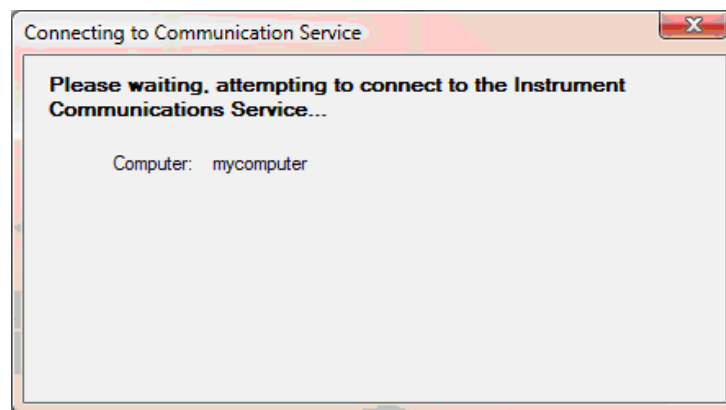 Connecting to Communication Service
Please waiting, attempting to connect to the Instrument
Communications Service...
Computer: mycomputer